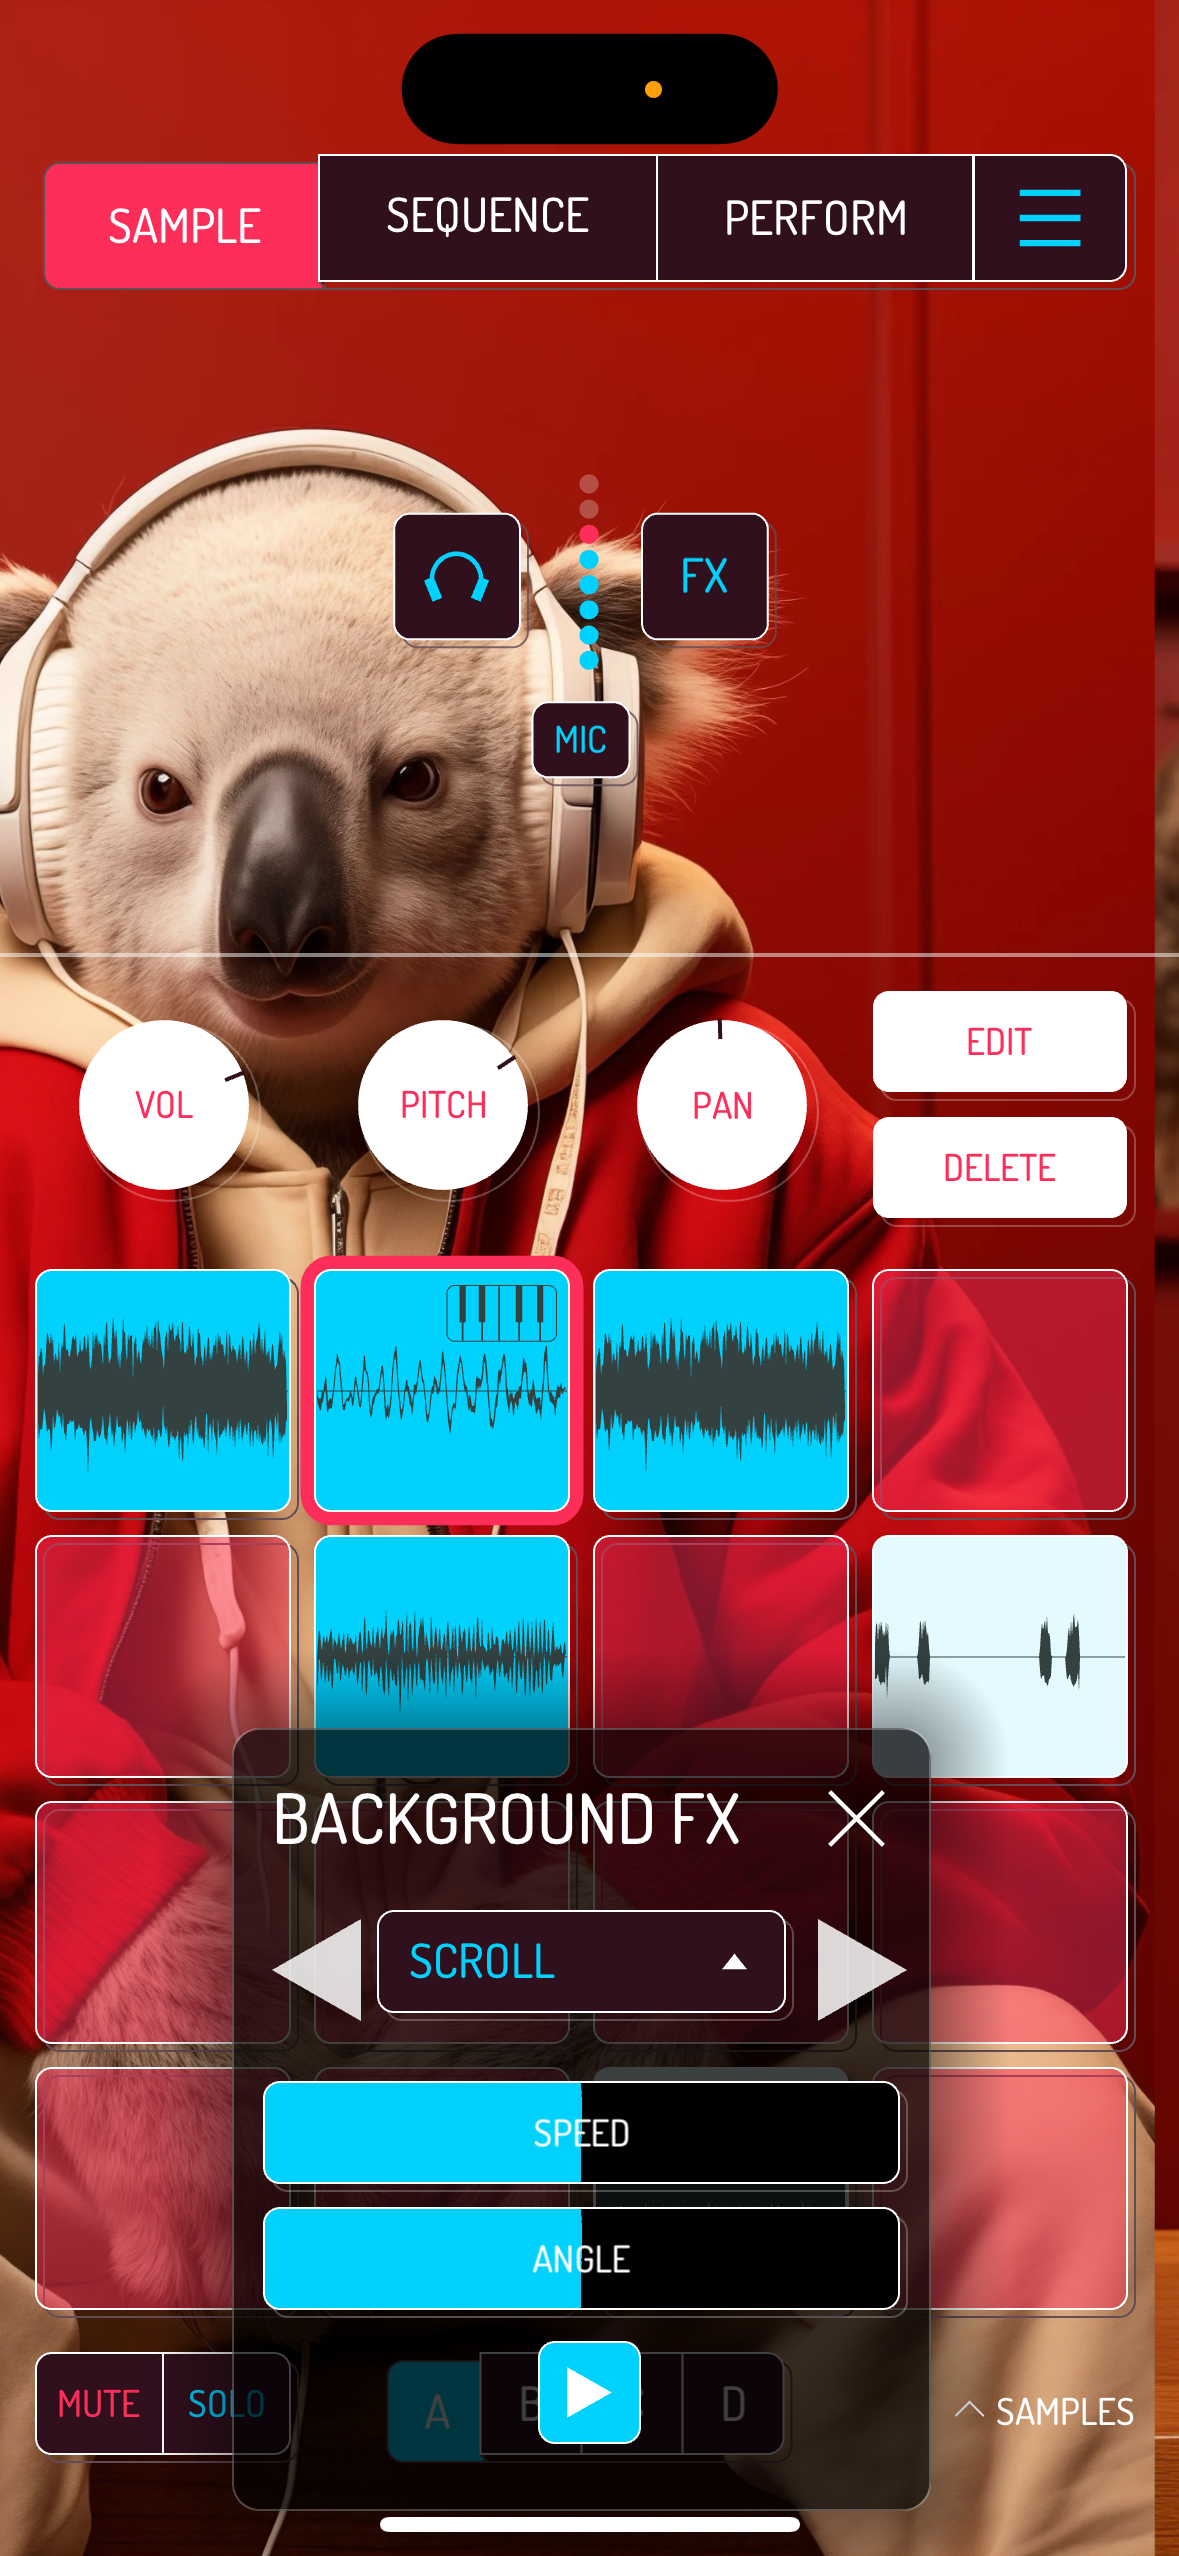 SAMPLE
SEQUENCE
PERFORM
FX
MIC
VOL
PITCH
PAN
EDIT
DELETE
BACKGROUND FX
SCROLL
SPEED
ANGLE
MUTE
SOLO
A
B
D
SAMPLES